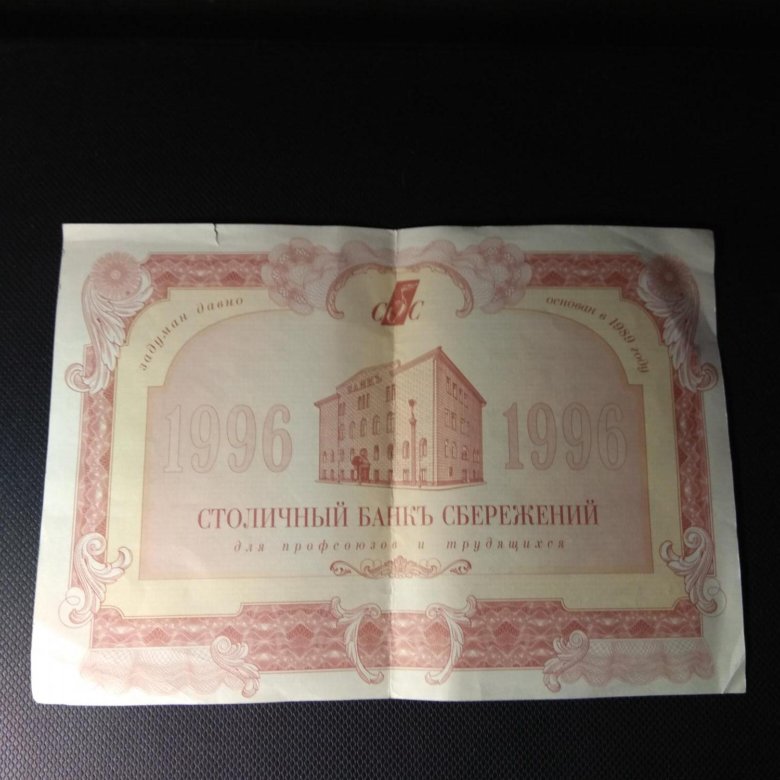 задуман давно
СБС
основан в 1989 году
БАНКЪ
1996 1996
СТОЛИЧНЫЙ БАНКЪ СБЕРЕЖЕНИЙ
для профсоюзов и трудящихся